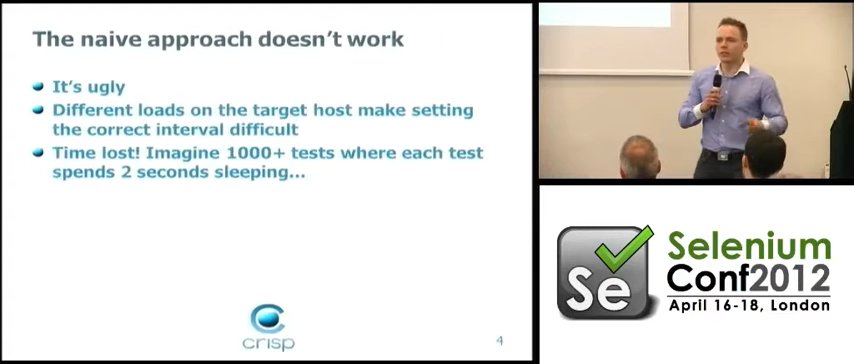 The naive approach doesn't work
It's ugly
Different loads on the target host make setting
the correct interval difficult
Time lost! Imagine 1000+ tests where each test
spends 2 seconds sleeping...
crisp
4
Se
Selenium
Conf2012
April 16-18, London